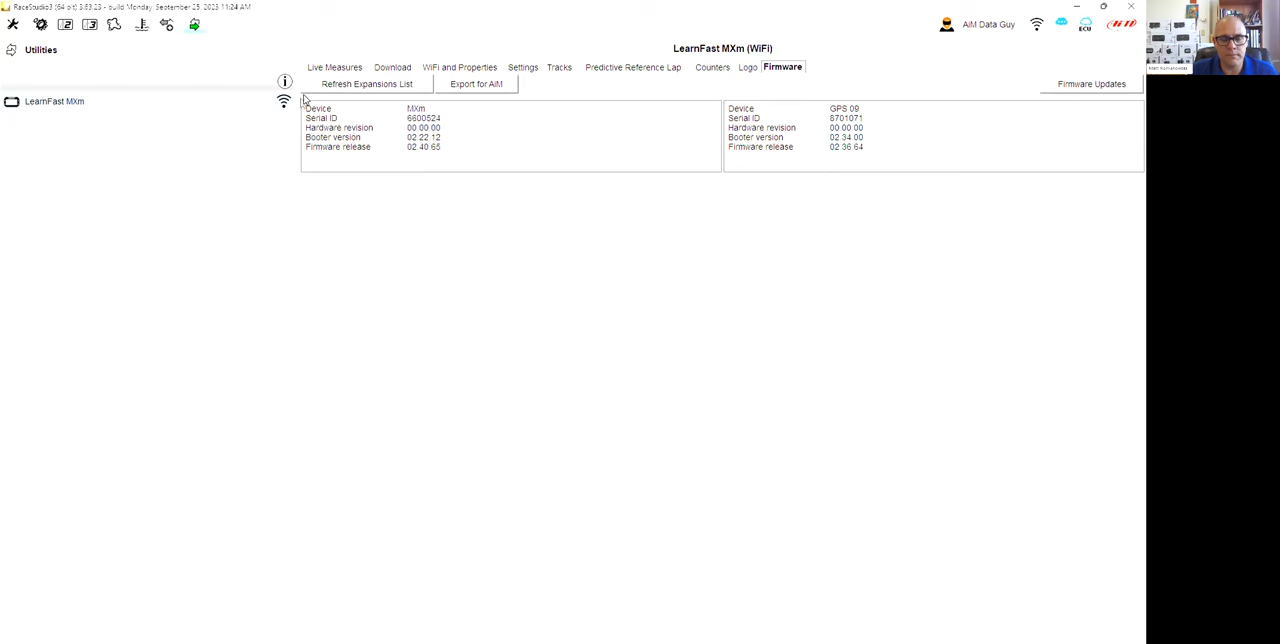 RaceStudio3 (64 bit) 3.63.23 - build Monday, September 25, 2023 11:24 AM
2 3 AiM Data Guy ECU AiM
Utilities
LearnFast MXm (WiFi)
Live Measures Download WiFi and Properties Settings Tracks Predictive Reference Lap Counters Logo Firmware
Refresh Expansions List Export for AiM Firmware Updates
LearnFast MXm
Device MXm
Serial ID 6600524
Hardware revision 00.00.00
Booter version 02.22.12
Firmware release 02.40.65
Device GPS 09
Serial ID 8701071
Hardware revision 00.00.00
Booter version 02.34.00
Firmware release 02.36.64